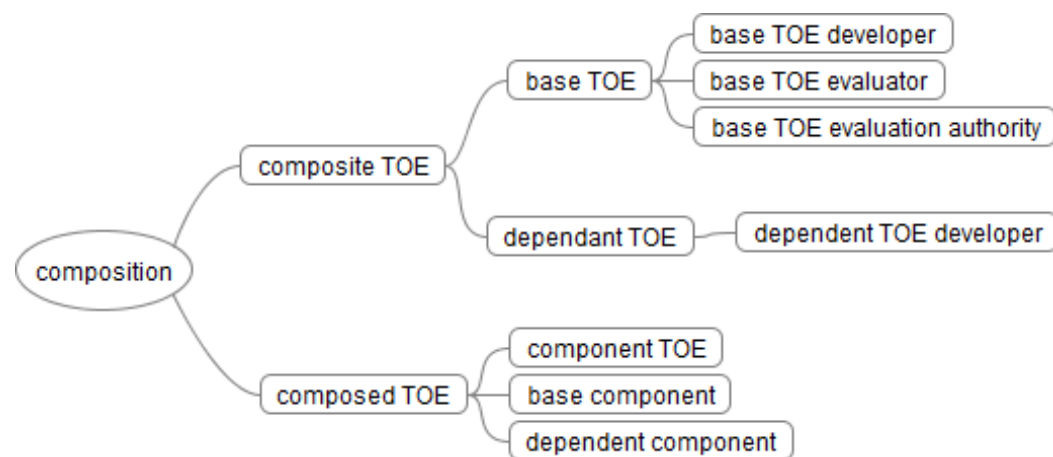 base TOE developer
base TOE
base TOE evaluator
base TOE evaluation authority
composite TOE
dependant TOE
dependent TOE developer
composition
component TOE
composed TOE
base component
dependent component